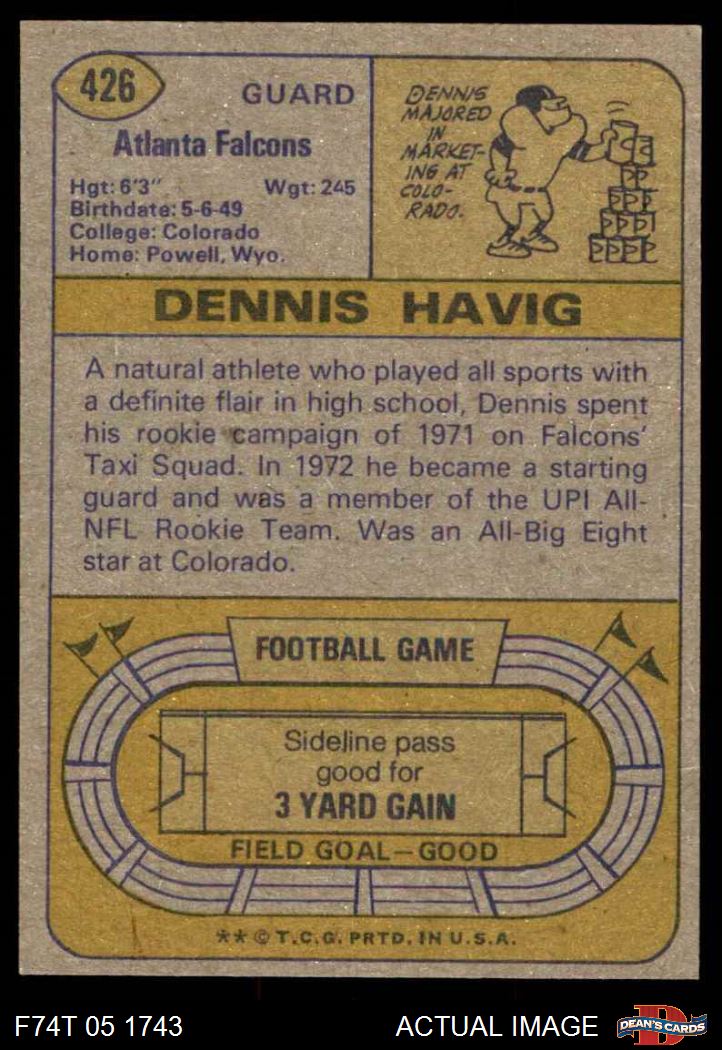 426
GUARD
Atlanta Falcons
Hgt: 6'3" Wgt: 245
Birthdate: 5-6-49
College: Colorado
Home: Powell, Wyo.
DENNIS
MAJORED
IN
MARKET-
ING AT
COLO-
RADO.
DENNIS HAVIG
A natural athlete who played all sports with
a definite flair in high school, Dennis spent
his rookie campaign of 1971 on Falcons'
Taxi Squad. In 1972 he became a starting
guard and was a member of the UPI All-
NFL Rookie Team. Was an All-Big Eight
star at Colorado.
FOOTBALL GAME
Sideline pass
good for
3 YARD GAIN
FIELD GOAL—GOOD
** © T.C.G. PRTD. IN U.S.A.
F74T 05 1743 ACTUAL IMAGE
D
DEAN'S CARDS